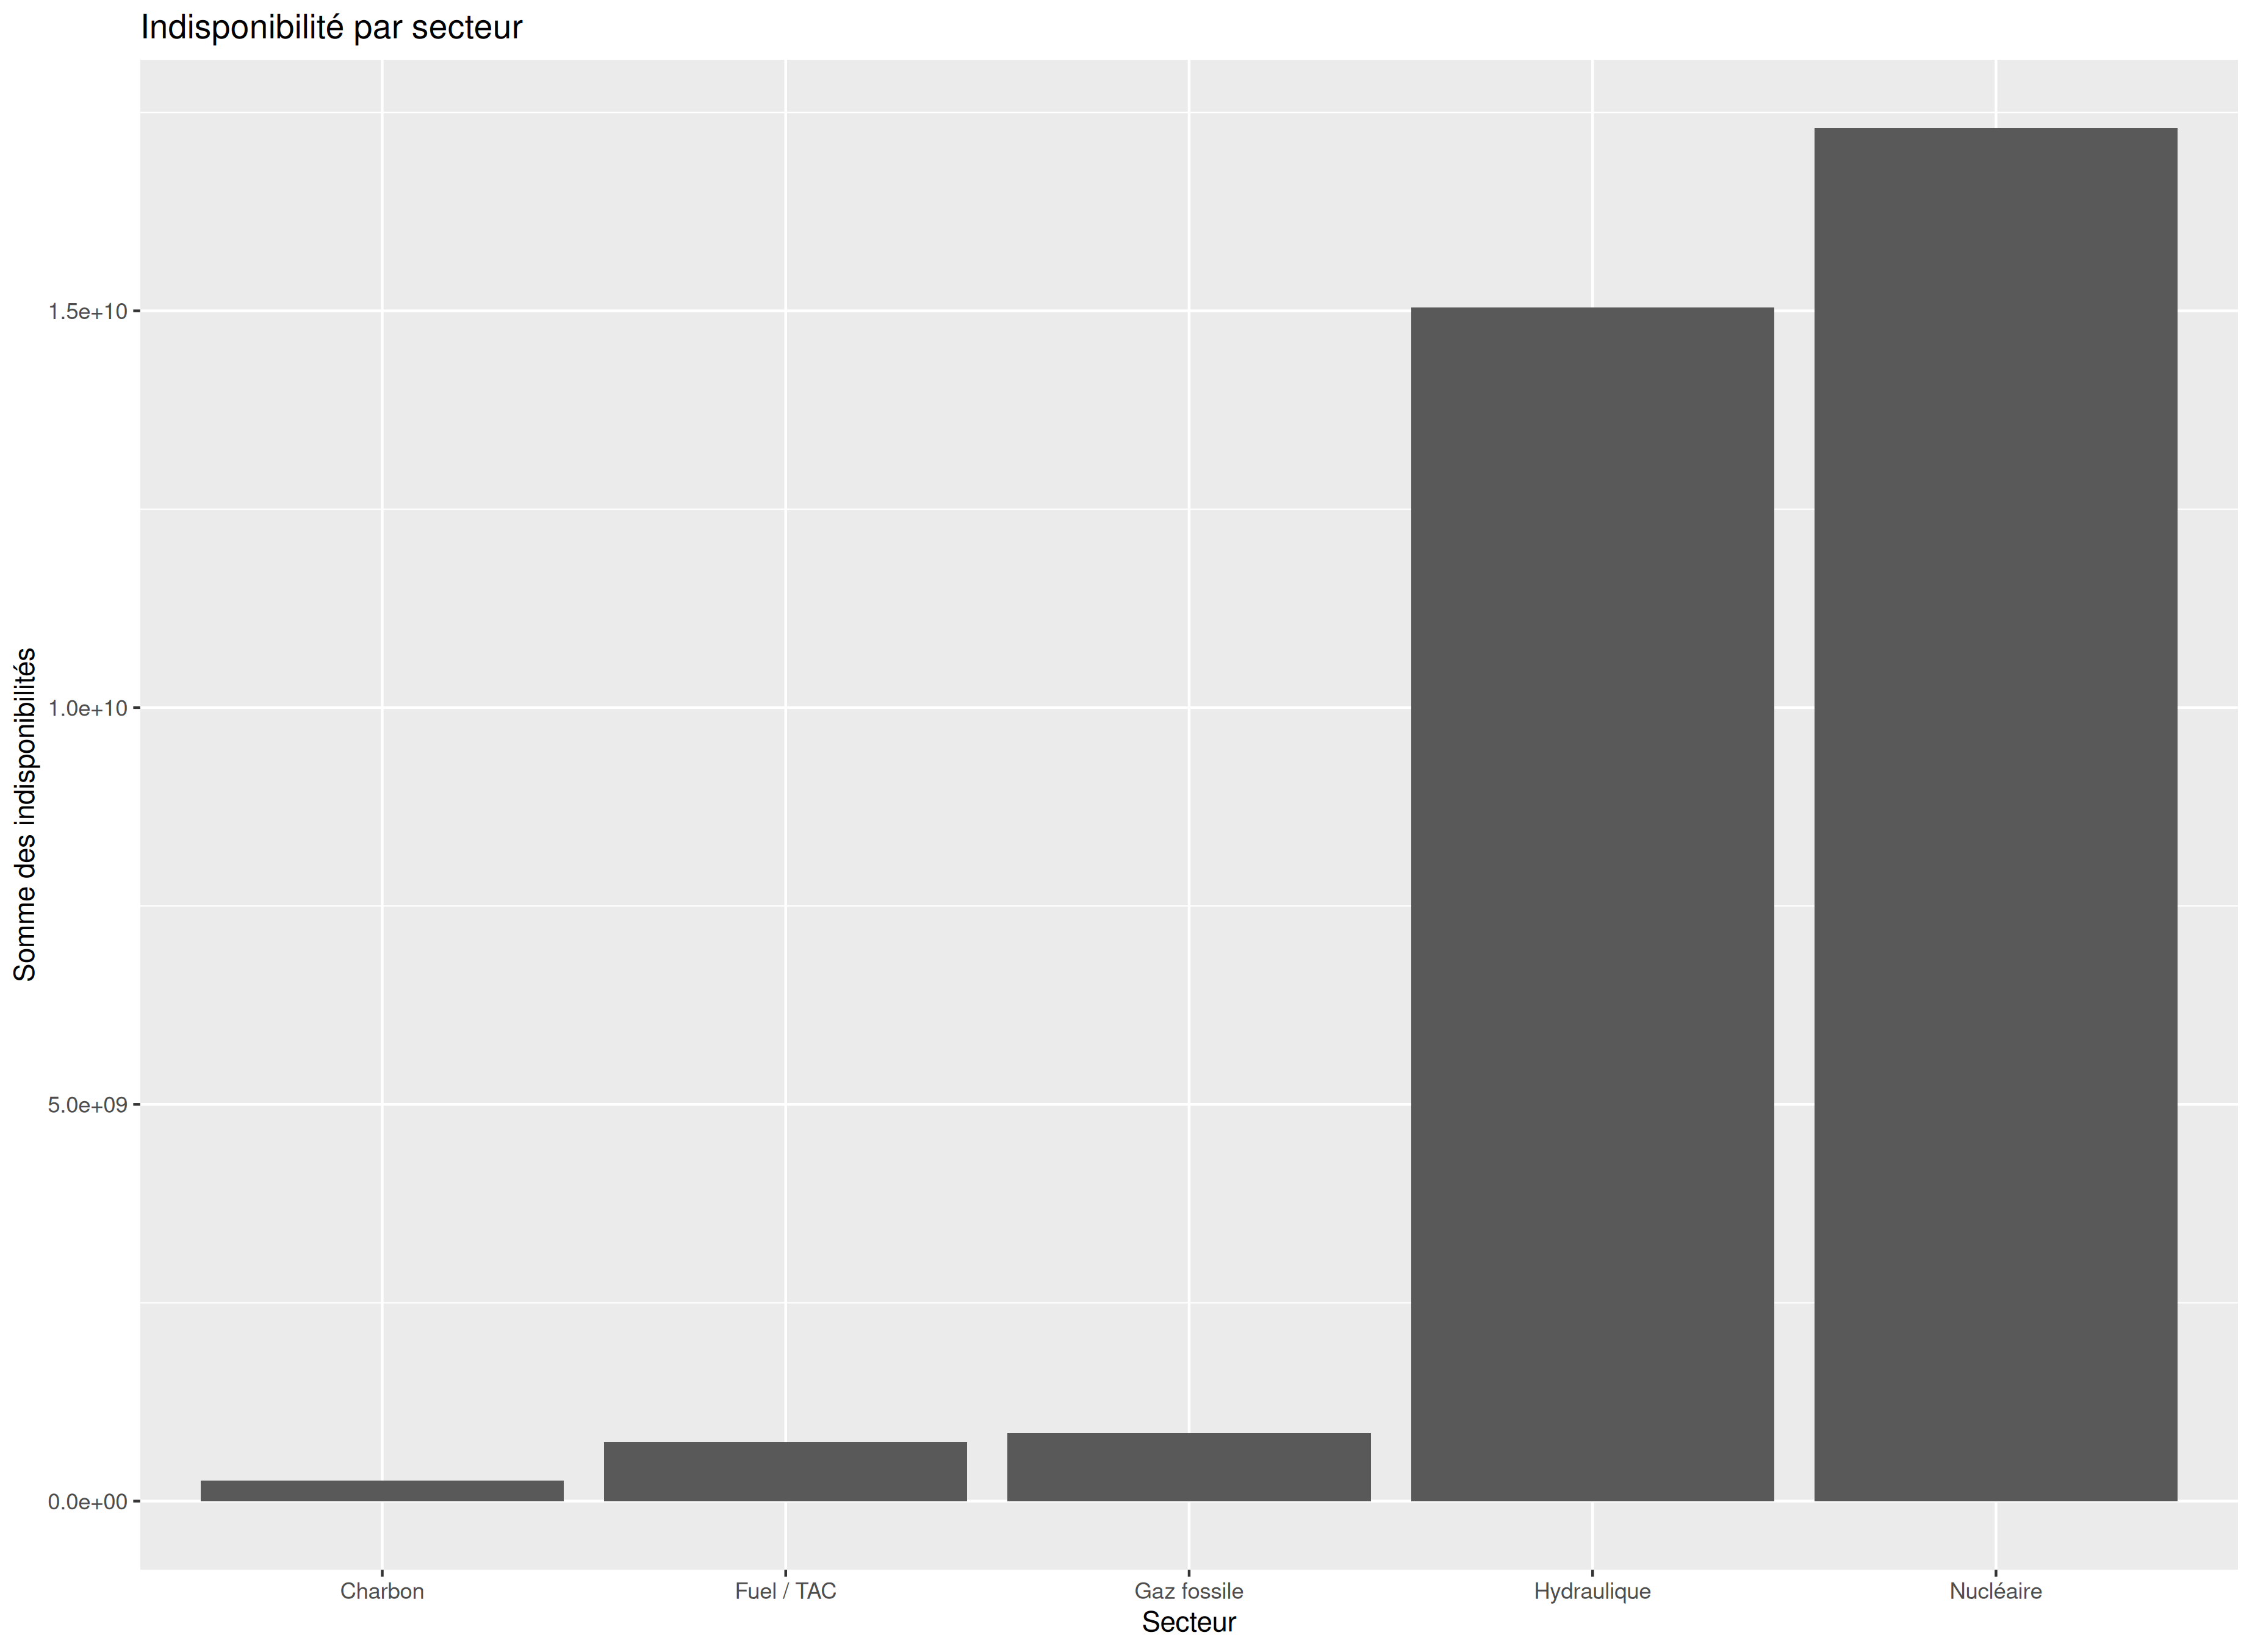 Indisponibilité par secteur
Somme des indisponibilités
1.5e+10
1.0e+10
5.0e+09
0.0e+00
Charbon
Fuel / TAC
Gaz fossile
Hydraulique
Nucléaire
Secteur